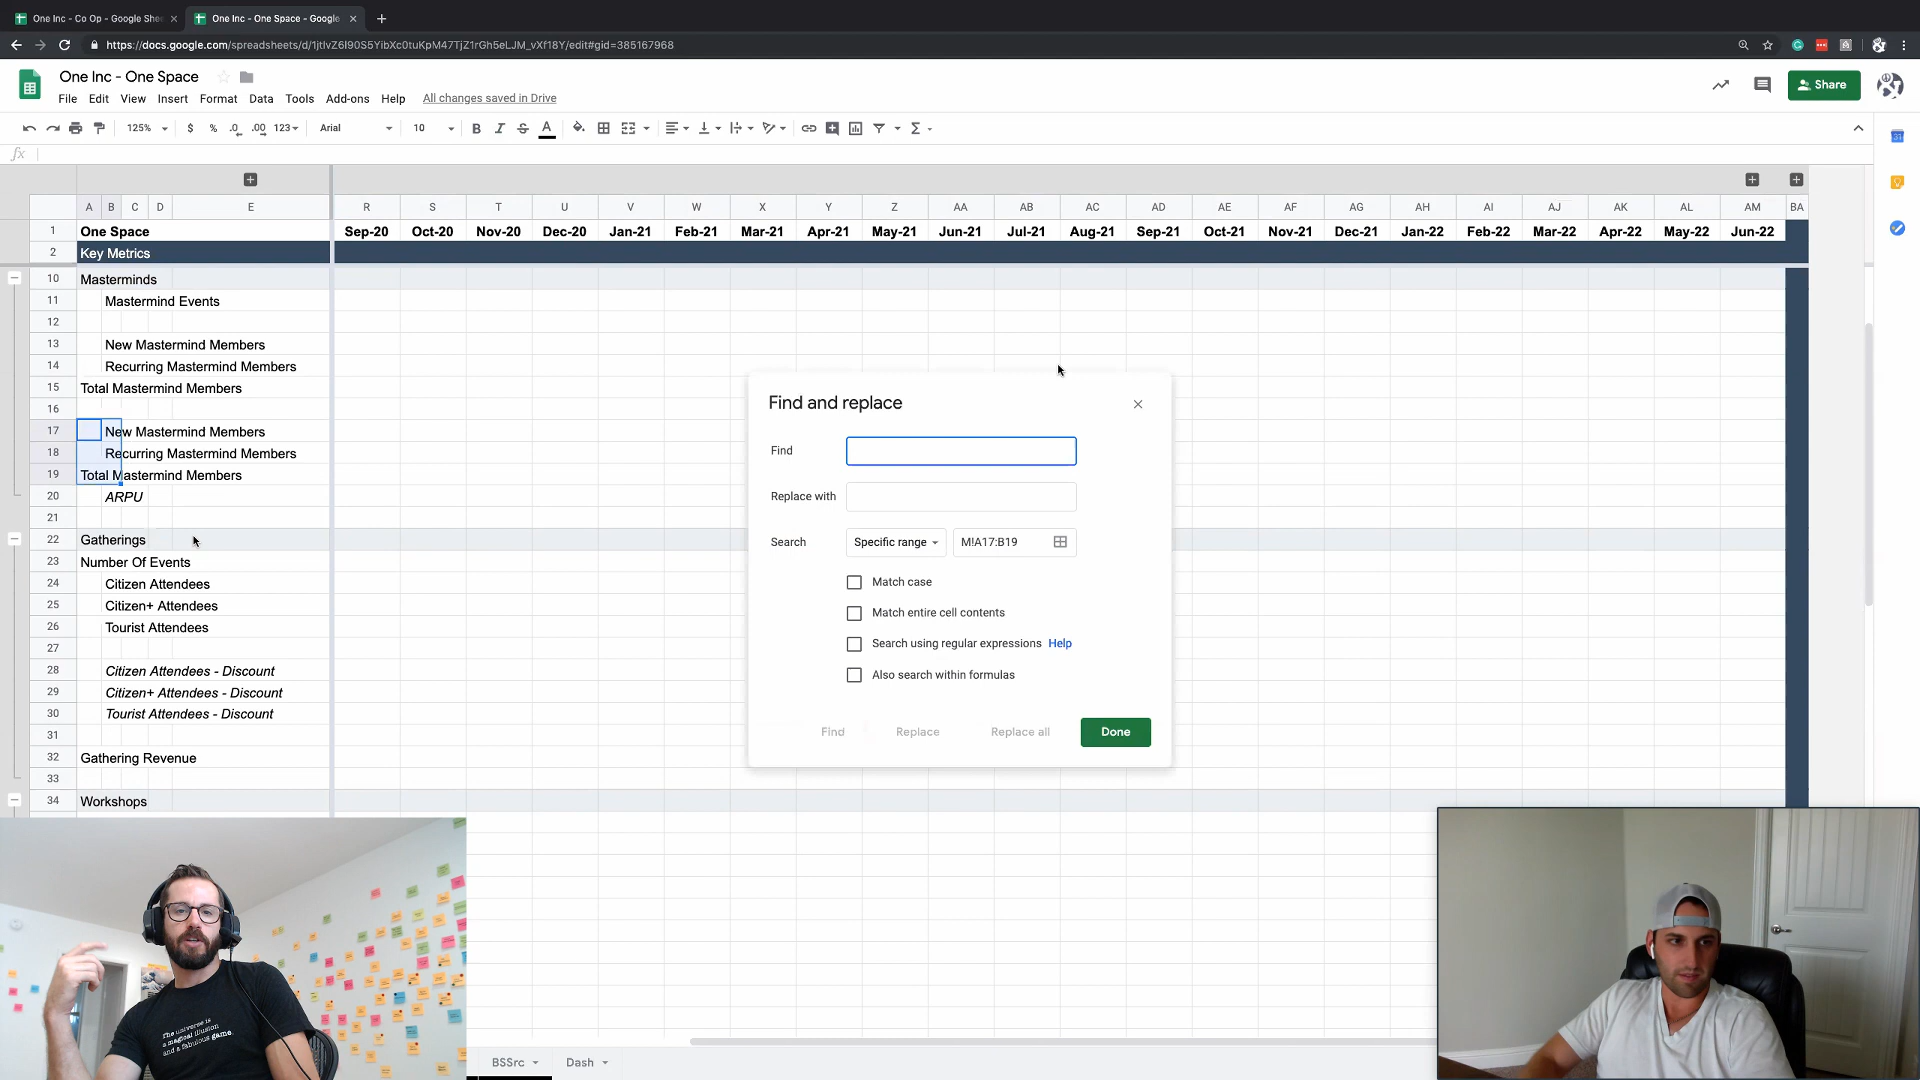 One Inc - Co Op - Google Shee
One Inc - One Space - Google
https://docs.google.com/spreadsheets/d/1jtIvZ6I90S5YibXc0tuKpM47TjZ1rGh5eLJM_vXf18Y/edit#gid=385167968
One Inc - One Space
File Edit View Insert Format Data Tools Add-ons Help All changes saved in Drive
Share
125% $ % .0 .00 123 Arial 10 B I S A Σ
fx
A B C D E R S T U V W X Y Z AA AB AC AD AE AF AG AH AI AJ AK AL AM BA
1 One Space Sep-20 Oct-20 Nov-20 Dec-20 Jan-21 Feb-21 Mar-21 Apr-21 May-21 Jun-21 Jul-21 Aug-21 Sep-21 Oct-21 Nov-21 Dec-21 Jan-22 Feb-22 Mar-22 Apr-22 May-22 Jun-22
2 Key Metrics
10 Masterminds
11 Mastermind Events
12
13 New Mastermind Members
14 Recurring Mastermind Members
15 Total Mastermind Members
16
17 New Mastermind Members
18 Recurring Mastermind Members
19 Total Mastermind Members
20 ARPU
21
22 Gatherings
23 Number Of Events
24 Citizen Attendees
25 Citizen+ Attendees
26 Tourist Attendees
27
28 Citizen Attendees - Discount
29 Citizen+ Attendees - Discount
30 Tourist Attendees - Discount
31
32 Gathering Revenue
33
34 Workshops
Find and replace
Find
Replace with
Search Specific range M!A17:B19
Match case
Match entire cell contents
Search using regular expressions Help
Also search within formulas
Find Replace Replace all Done
The universe is
a magical illusion
and a fabulous game.
BSSrc Dash